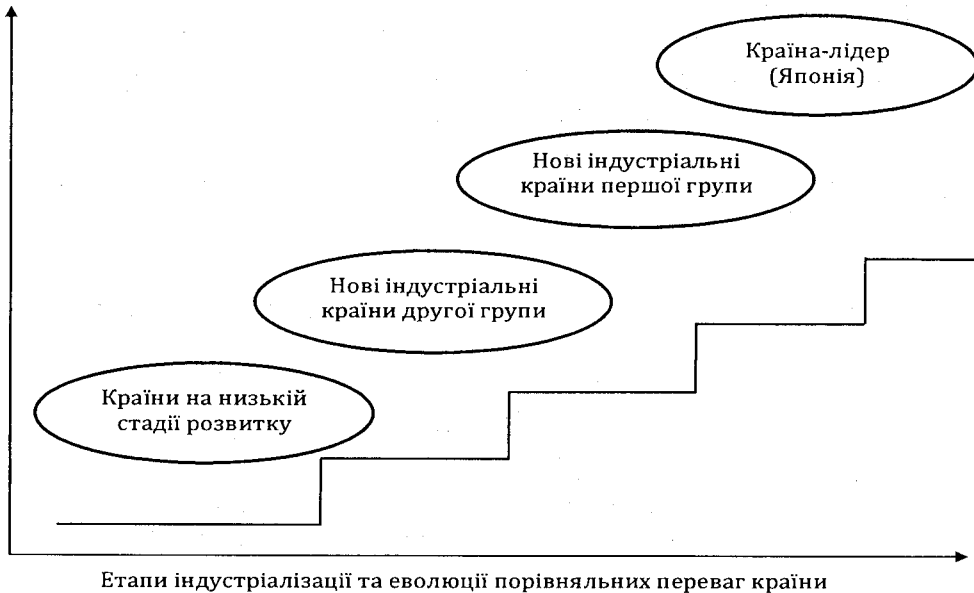 Країна-лідер
(Японія)
Нові індустріальні
країни першої групи
Нові індустріальні
країни другої групи
Країни на низькій
стадії розвитку
Етапи індустріалізації та еволюції порівняльних переваг країни